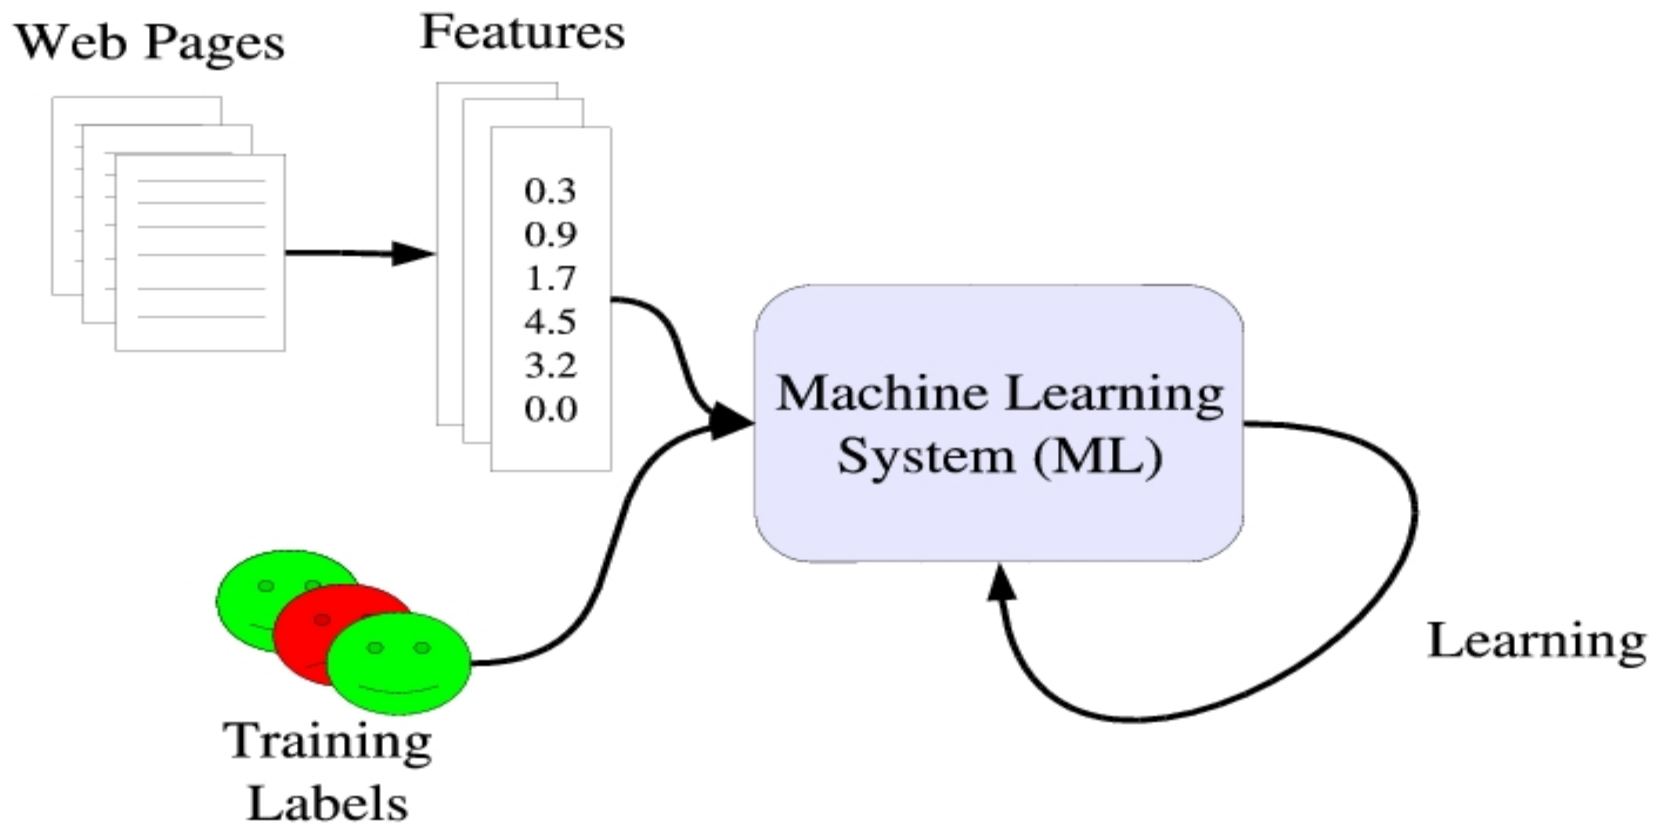 Web Pages
Features
0.3
0.9
1.7
4.5
3.2
0.0
Machine Learning
System (ML)
Learning
Training
Labels